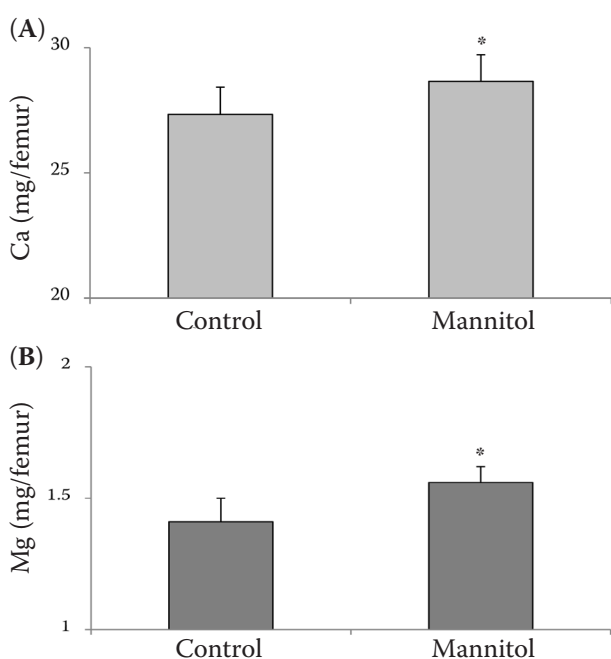 (A)
30
*
25
Ca (mg/femur)
20
Control Mannitol
(B)
2
*
1.5
Mg (mg/femur)
1
Control Mannitol